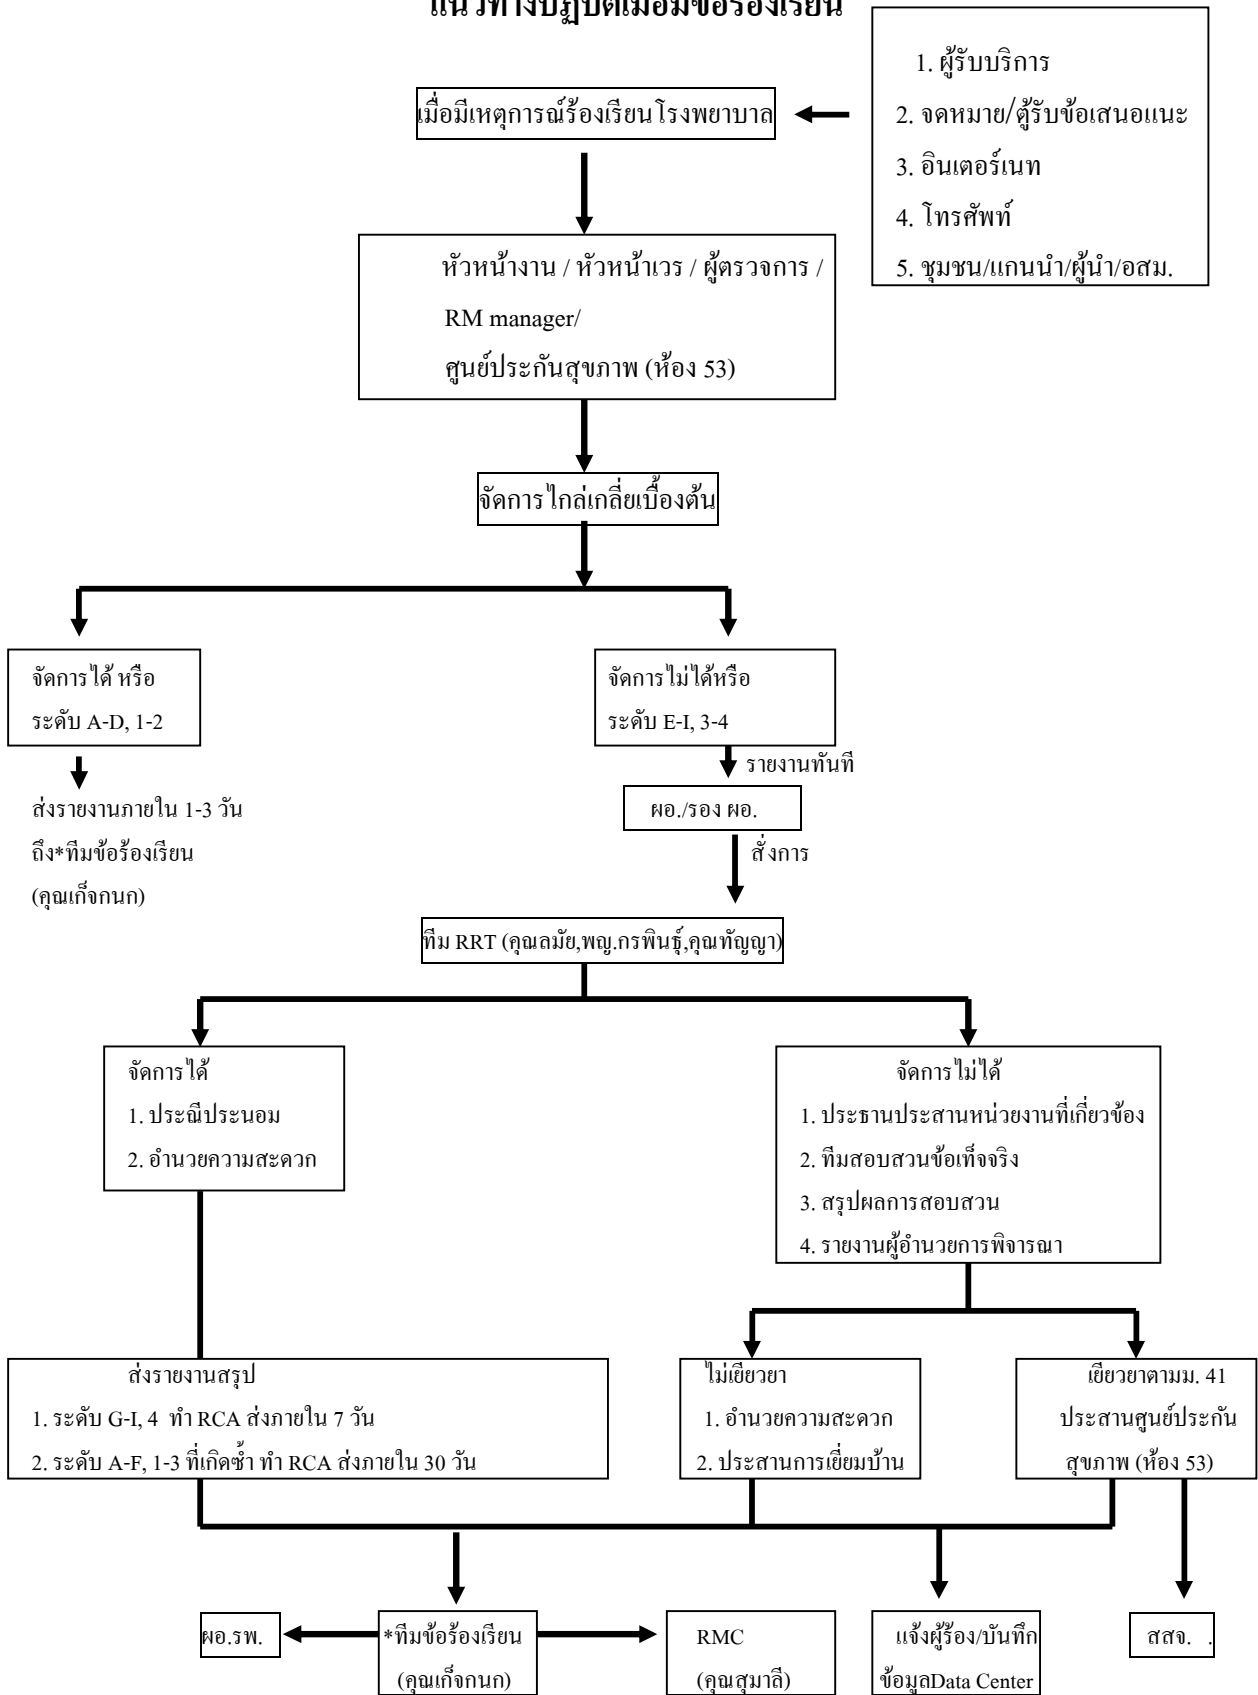 แนวทางปฏิบัติเมื่อมีข้อร้องเรียน
1. ผู้รับบริการ
2. จดหมาย/ตู้รับข้อเสนอแนะ
3. อินเตอร์เนท
4. โทรศัพท์
5. ชุมชน/แกนนำ/ผู้นำ/อสม.
เมื่อมีเหตุการณ์ร้องเรียนโรงพยาบาล
หัวหน้างาน / หัวหน้าเวร / ผู้ตรวจการ /
RM manager/
ศูนย์ประกันสุขภาพ (ห้อง 53)
จัดการไกล่เกลี่ยเบื้องต้น
จัดการได้ หรือ
ระดับ A-D, 1-2
จัดการไม่ได้หรือ
ระดับ E-I, 3-4
รายงานทันที
ส่งรายงานภายใน 1-3 วัน
ถึง*ทีมข้อร้องเรียน
(คุณเก็จกนก)
ผอ./รอง ผอ.
สั่งการ
ทีม RRT (คุณลมัย,พญ.กรพินธุ์,คุณทัญญา)
จัดการได้
1. ประณีประนอม
2. อำนวยความสะดวก
จัดการไม่ได้
1. ประธานประสานหน่วยงานที่เกี่ยวข้อง
2. ทีมสอบสวนข้อเท็จจริง
3. สรุปผลการสอบสวน
4. รายงานผู้อำนวยการพิจารณา
ส่งรายงานสรุป
1. ระดับ G-I, 4 ทำ RCA ส่งภายใน 7 วัน
2. ระดับ A-F, 1-3 ที่เกิดซ้ำ ทำ RCA ส่งภายใน 30 วัน
ไม่เยียวยา
1. อำนวยความสะดวก
2. ประสานการเยี่ยมบ้าน
เยียวยาตามม. 41
ประสานศูนย์ประกัน
สุขภาพ (ห้อง 53)
ผอ.รพ.
*ทีมข้อร้องเรียน
(คุณเก็จกนก)
RMC
(คุณสุมาลี)
แจ้งผู้ร้อง/บันทึก
ข้อมูลData Center
สสจ. .